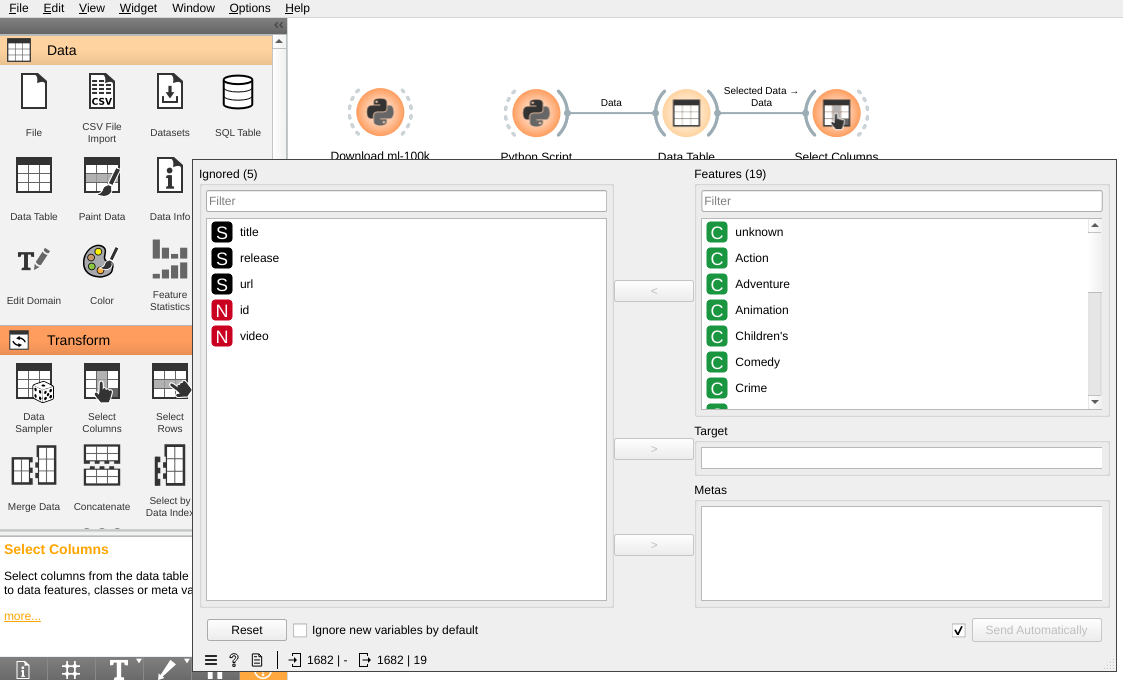 File Edit View Widget Window Options Help
Data
File
CSV
CSV File
Import
Datasets
SQL Table
Data Table
Paint Data
Data Info
Edit Domain
Color
Feature
Statistics
Transform
Data
Sampler
Select
Columns
Select
Rows
Merge Data
Concatenate
Select by
Data Index
Select Columns
Select columns from the data table
to data features, classes or meta va
more...
Download ml-100k
Python Script
Data
Data Table
Selected Data →
Data
Select Columns
Ignored (5)
Filter
S title
S release
S url
N id
N video
<
>
>
Features (19)
Filter
C unknown
C Action
C Adventure
C Animation
C Children's
C Comedy
C Crime
Target
Metas
Reset
Ignore new variables by default
Send Automatically
? 1682 | - 1682 | 19